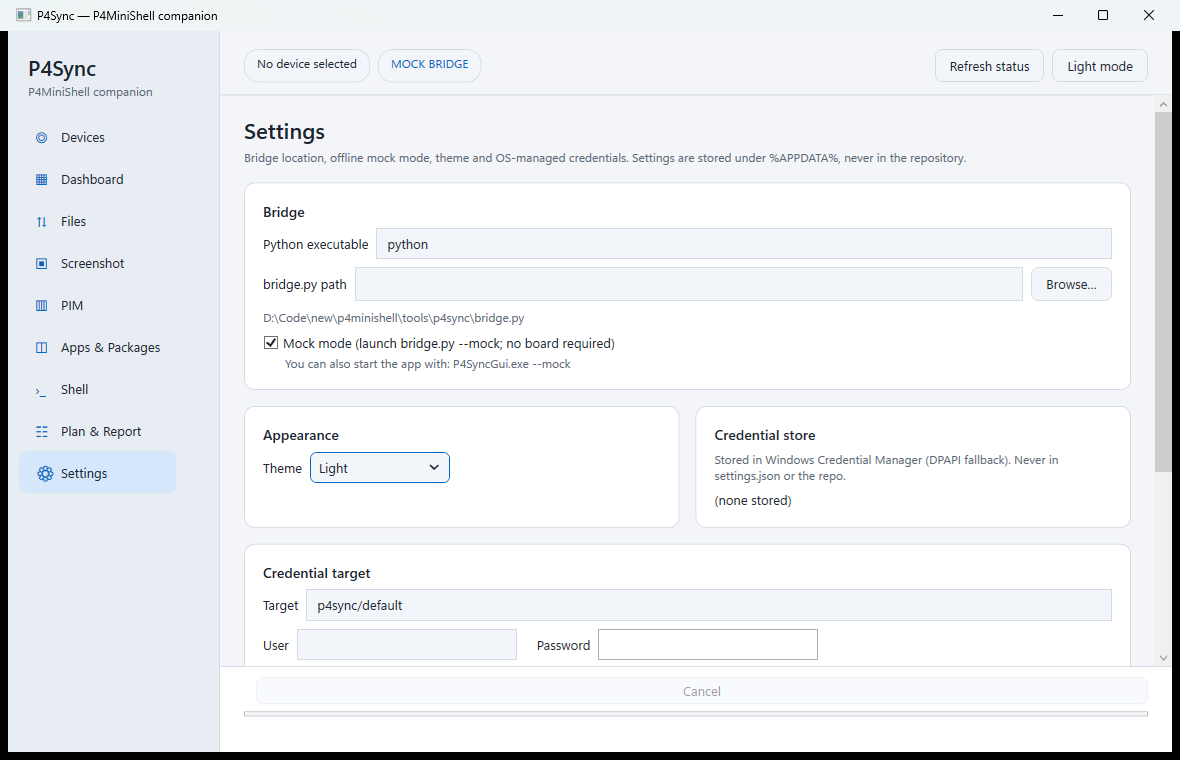 P4Sync — P4MiniShell companion
P4Sync
P4MiniShell companion
Devices
Dashboard
Files
Screenshot
PIM
Apps & Packages
Shell
Plan & Report
Settings
No device selected
MOCK BRIDGE
Refresh status
Light mode
Settings
Bridge location, offline mock mode, theme and OS-managed credentials. Settings are stored under %APPDATA%, never in the repository.
Bridge
Python executable
python
bridge.py path
Browse...
D:\Code\new\p4minishell\tools\p4sync\bridge.py
Mock mode (launch bridge.py --mock; no board required)
You can also start the app with: P4SyncGui.exe --mock
Appearance
Theme
Light
Credential store
Stored in Windows Credential Manager (DPAPI fallback). Never in
settings.json or the repo.
(none stored)
Credential target
Target
p4sync/default
User
Password
Cancel